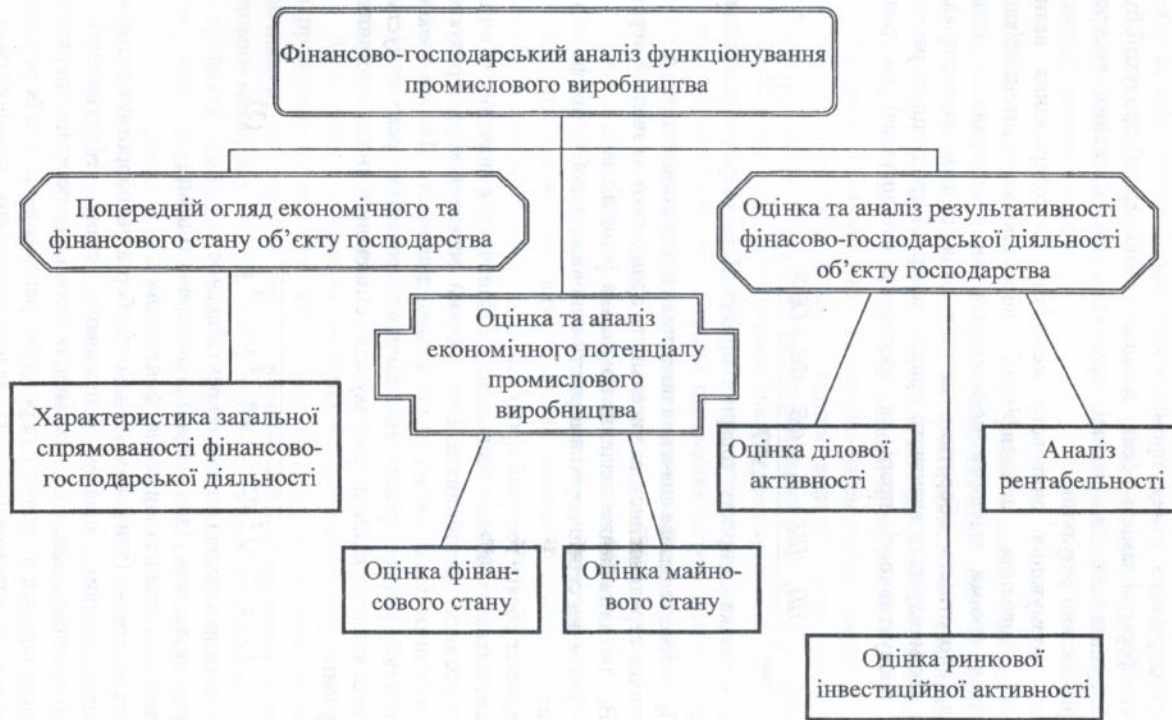 Фінансово-господарський аналіз функціонування
промислового виробництва
Попередній огляд економічного та
фінансового стану об’єкту господарства
Оцінка та аналіз результативності
фінасово-господарської діяльності
об’єкту господарства
Оцінка та аналіз
економічного потенціалу
промислового
виробництва
Характеристика загальної
спрямованості фінансово-
господарчої діяльності
Оцінка ділової
активності
Аналіз
рентабельності
Оцінка фінан-
сового стану
Оцінка майно-
вого стану
Оцінка ринкової
інвестиційної активності